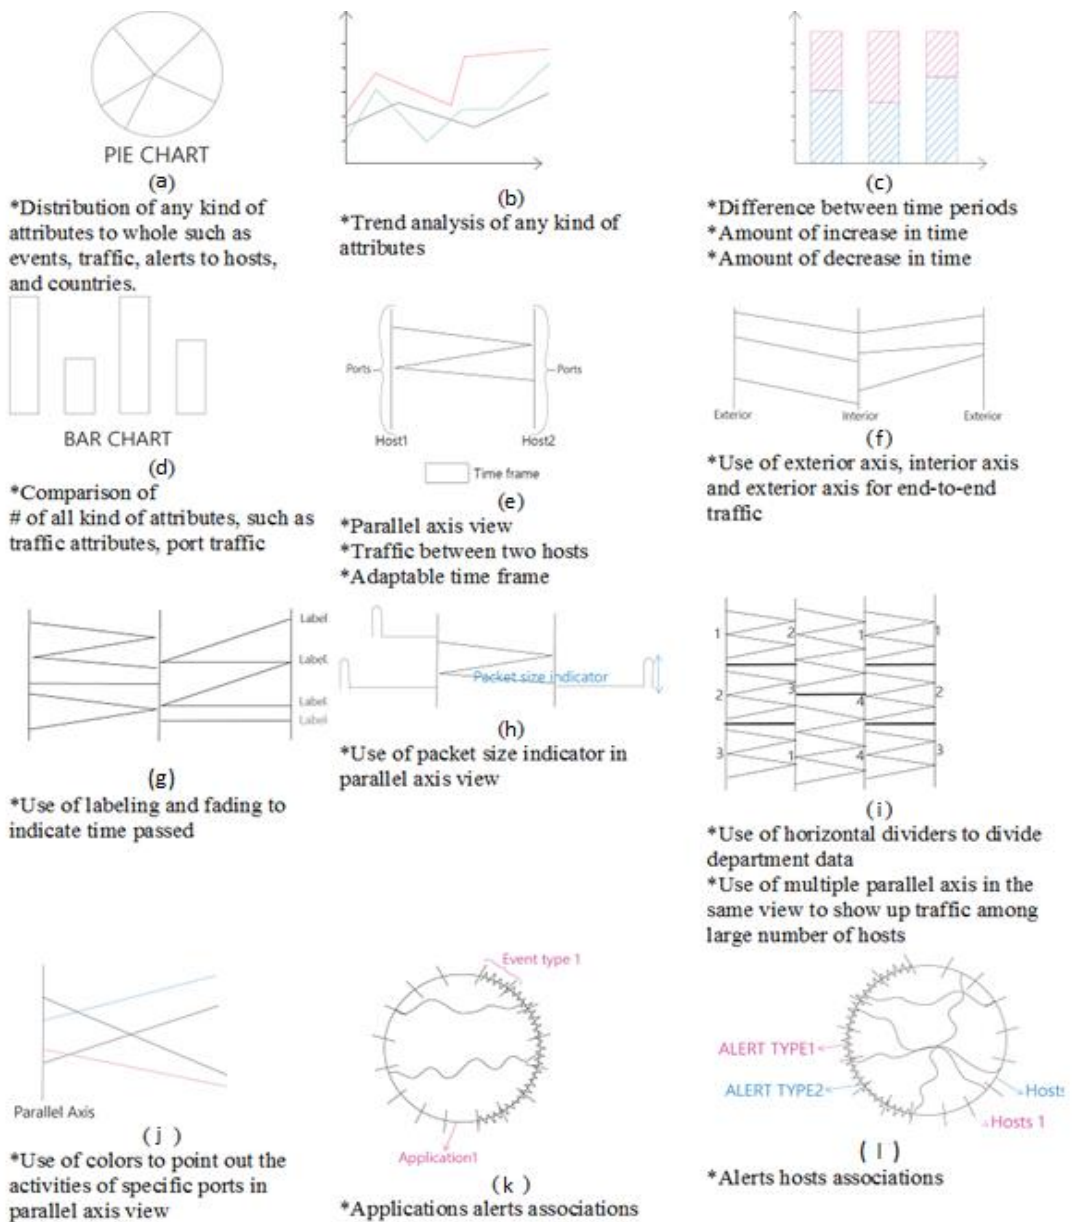 PIE CHART
(a)
*Distribution of any kind of
attributes to whole such as
events, traffic, alerts to hosts,
and countries.
(b)
*Trend analysis of any kind of
attributes
(c)
*Difference between time periods
*Amount of increase in time
*Amount of decrease in time
BAR CHART
(d)
*Comparison of
# of all kind of attributes, such as
traffic attributes, port traffic
Ports
Ports
Host1
Host2
Time frame
(e)
*Parallel axis view
*Traffic between two hosts
*Adaptable time frame
Exterior
Interior
Exterior
(f)
*Use of exterior axis, interior axis
and exterior axis for end-to-end
traffic
Label
Label
Label
Label
(g)
*Use of labeling and fading to
indicate time passed
Packet size indicator
(h)
*Use of packet size indicator in
parallel axis view
1 2 1 1
2 3 4 2
3 1 4 3
(i)
*Use of horizontal dividers to divide
department data
*Use of multiple parallel axis in the
same view to show up traffic among
large number of hosts
Parallel Axis
(j)
*Use of colors to point out the
activities of specific ports in
parallel axis view
Event type 1
Application1
(k)
*Applications alerts associations
ALERT TYPE1
ALERT TYPE2
Hosts
Hosts 1
(l)
*Alerts hosts associations